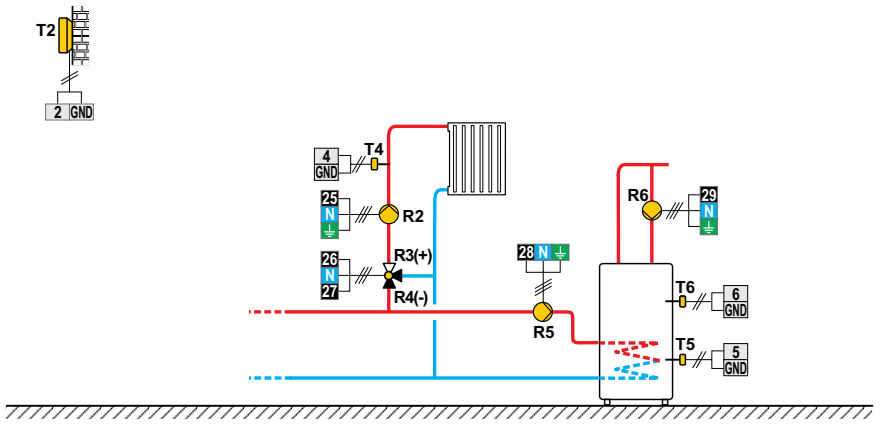 T2
2 GND
4
GND
T4
25
N
R2
R3(+)
26
N
27
R4(-)
28 N
R5
R6
29
N
T6
6
GND
T5
5
GND